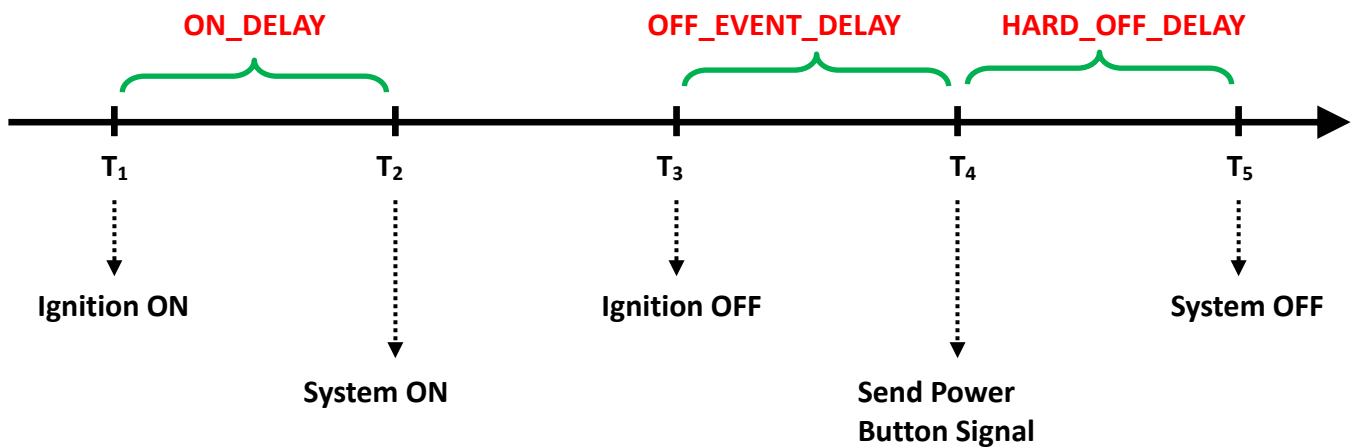 ON_DELAY
OFF_EVENT_DELAY
HARD_OFF_DELAY
T₁
T₂
T₃
T₄
T₅
Ignition ON
Ignition OFF
System OFF
System ON
Send Power
Button Signal